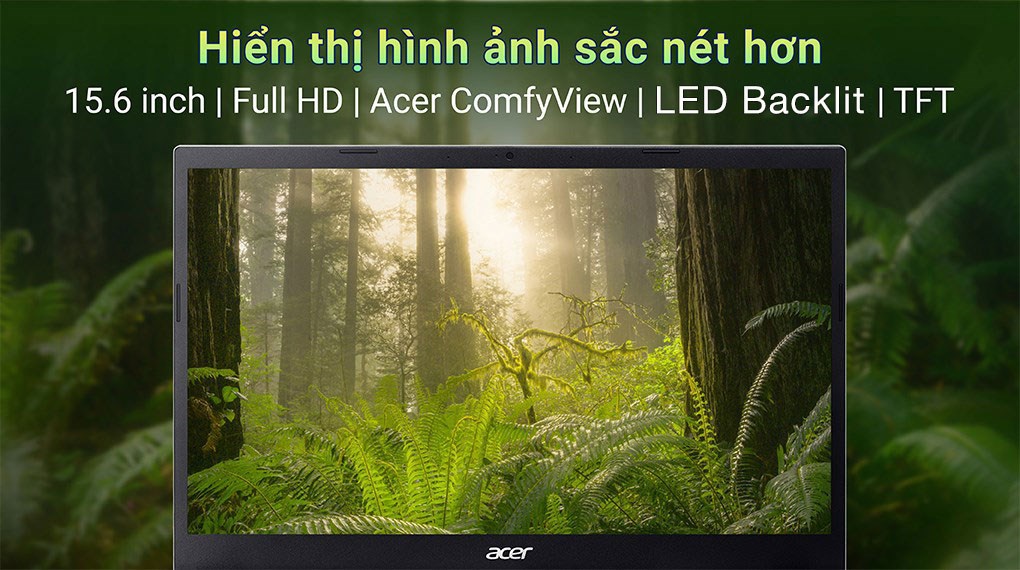 Hiển thị hình ảnh sắc nét hơn
15.6 inch | Full HD | Acer ComfyView | LED Backlit | TFT
acer